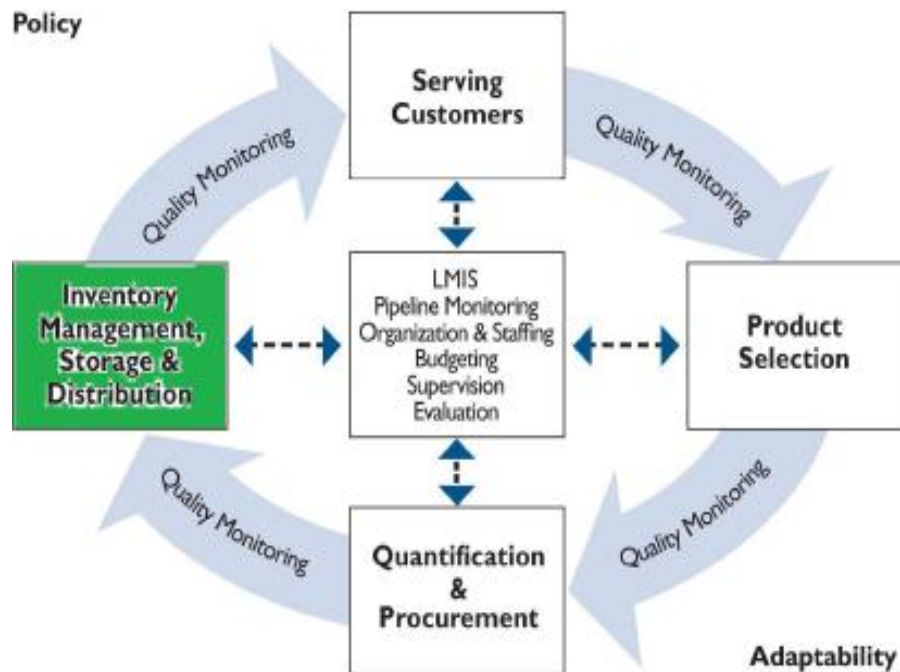 Policy
Serving
Customers
Quality Monitoring
Quality Monitoring
Inventory
Management,
Storage &
Distribution
LMIS
Pipeline Monitoring
Organization & Staffing
Budgeting
Supervision
Evaluation
Product
Selection
Quality Monitoring
Quality Monitoring
Quantification
&
Procurement
Adaptability